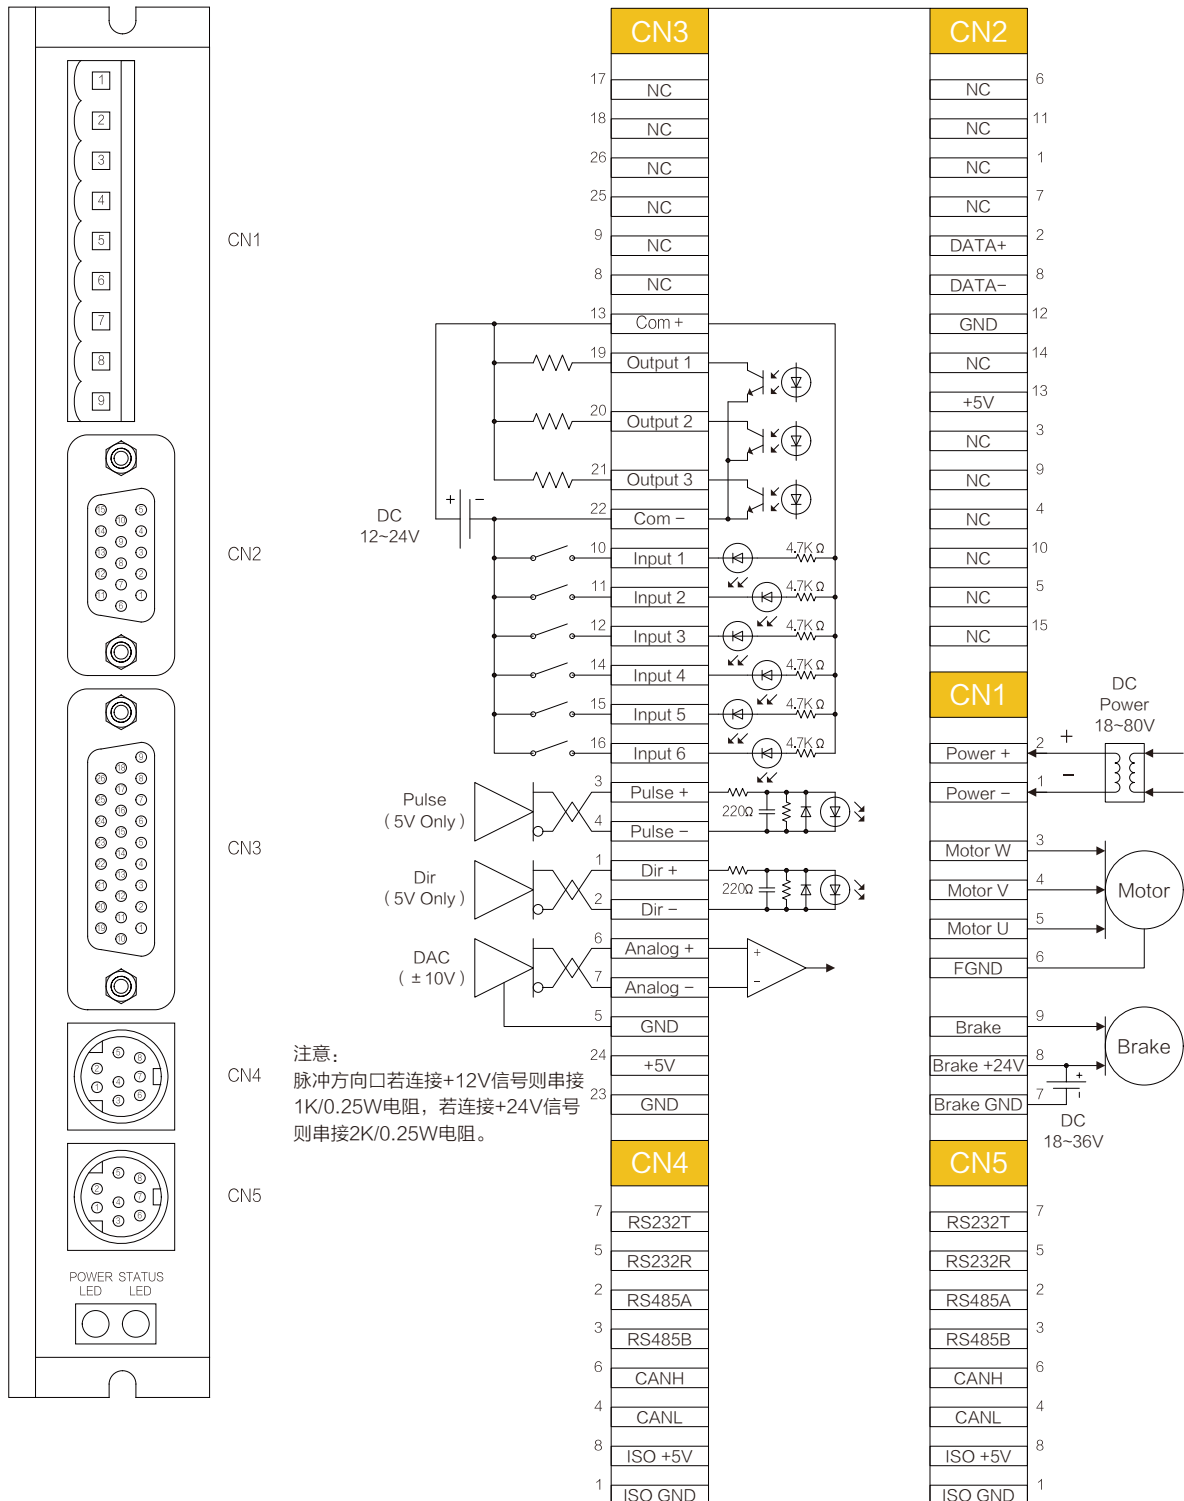 1
2
3
4
5
6
7
8
9
CN1
CN2
CN3
CN4
CN5
POWER STATUS
LED LED
CN3
17 NC
18 NC
26 NC
25 NC
9 NC
8 NC
13 Com +
19 Output 1
20 Output 2
21 Output 3
22 Com −
DC
12~24V
+ −
10 Input 1 4.7K Ω
11 Input 2 4.7K Ω
12 Input 3 4.7K Ω
14 Input 4 4.7K Ω
15 Input 5 4.7K Ω
16 Input 6 4.7K Ω
Pulse
( 5V Only )
3 Pulse +
220Ω
4 Pulse −
Dir
( 5V Only )
1 Dir +
220Ω
2 Dir −
DAC
( ±10V )
6 Analog + +
7 Analog − −
5 GND
24 +5V
23 GND
注意：
脉冲方向口若连接+12V信号则串接
1K/0.25W电阻，若连接+24V信号
则串接2K/0.25W电阻。
CN4
7 RS232T
5 RS232R
2 RS485A
3 RS485B
6 CANH
4 CANL
8 ISO +5V
1 ISO GND
CN2
NC 6
NC 11
NC 1
NC 7
DATA+ 2
DATA− 8
GND 12
NC 14
+5V 13
NC 3
NC 9
NC 4
NC 10
NC 5
NC 15
CN1
DC
Power
18~80V
Power + 2 +
Power − 1 −
Motor W 3
Motor V 4
Motor U 5
Motor
FGND 6
Brake 9
Brake +24V 8
Brake
Brake GND 7
+
-
DC
18~36V
CN5
RS232T 7
RS232R 5
RS485A 2
RS485B 3
CANH 6
CANL 4
ISO +5V 8
ISO GND 1